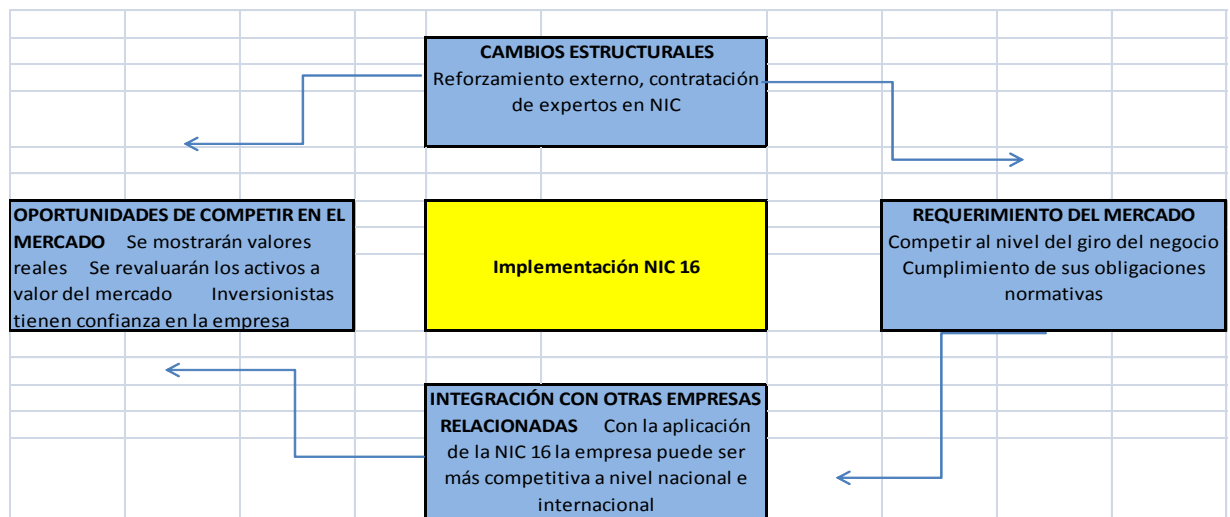 CAMBIOS ESTRUCTURALES
Reforzamiento externo, contratación
de expertos en NIC
OPORTUNIDADES DE COMPETIR EN EL
MERCADO Se mostrarán valores
reales Se revaluarán los activos a
valor del mercado Inversionistas
tienen confianza en la empresa
Implementación NIC 16
REQUERIMIENTO DEL MERCADO
Competir al nivel del giro del negocio
Cumplimiento de sus obligaciones
normativas
INTEGRACIÓN CON OTRAS EMPRESAS
RELACIONADAS Con la aplicación
de la NIC 16 la empresa puede ser
más competitiva a nivel nacional e
internacional